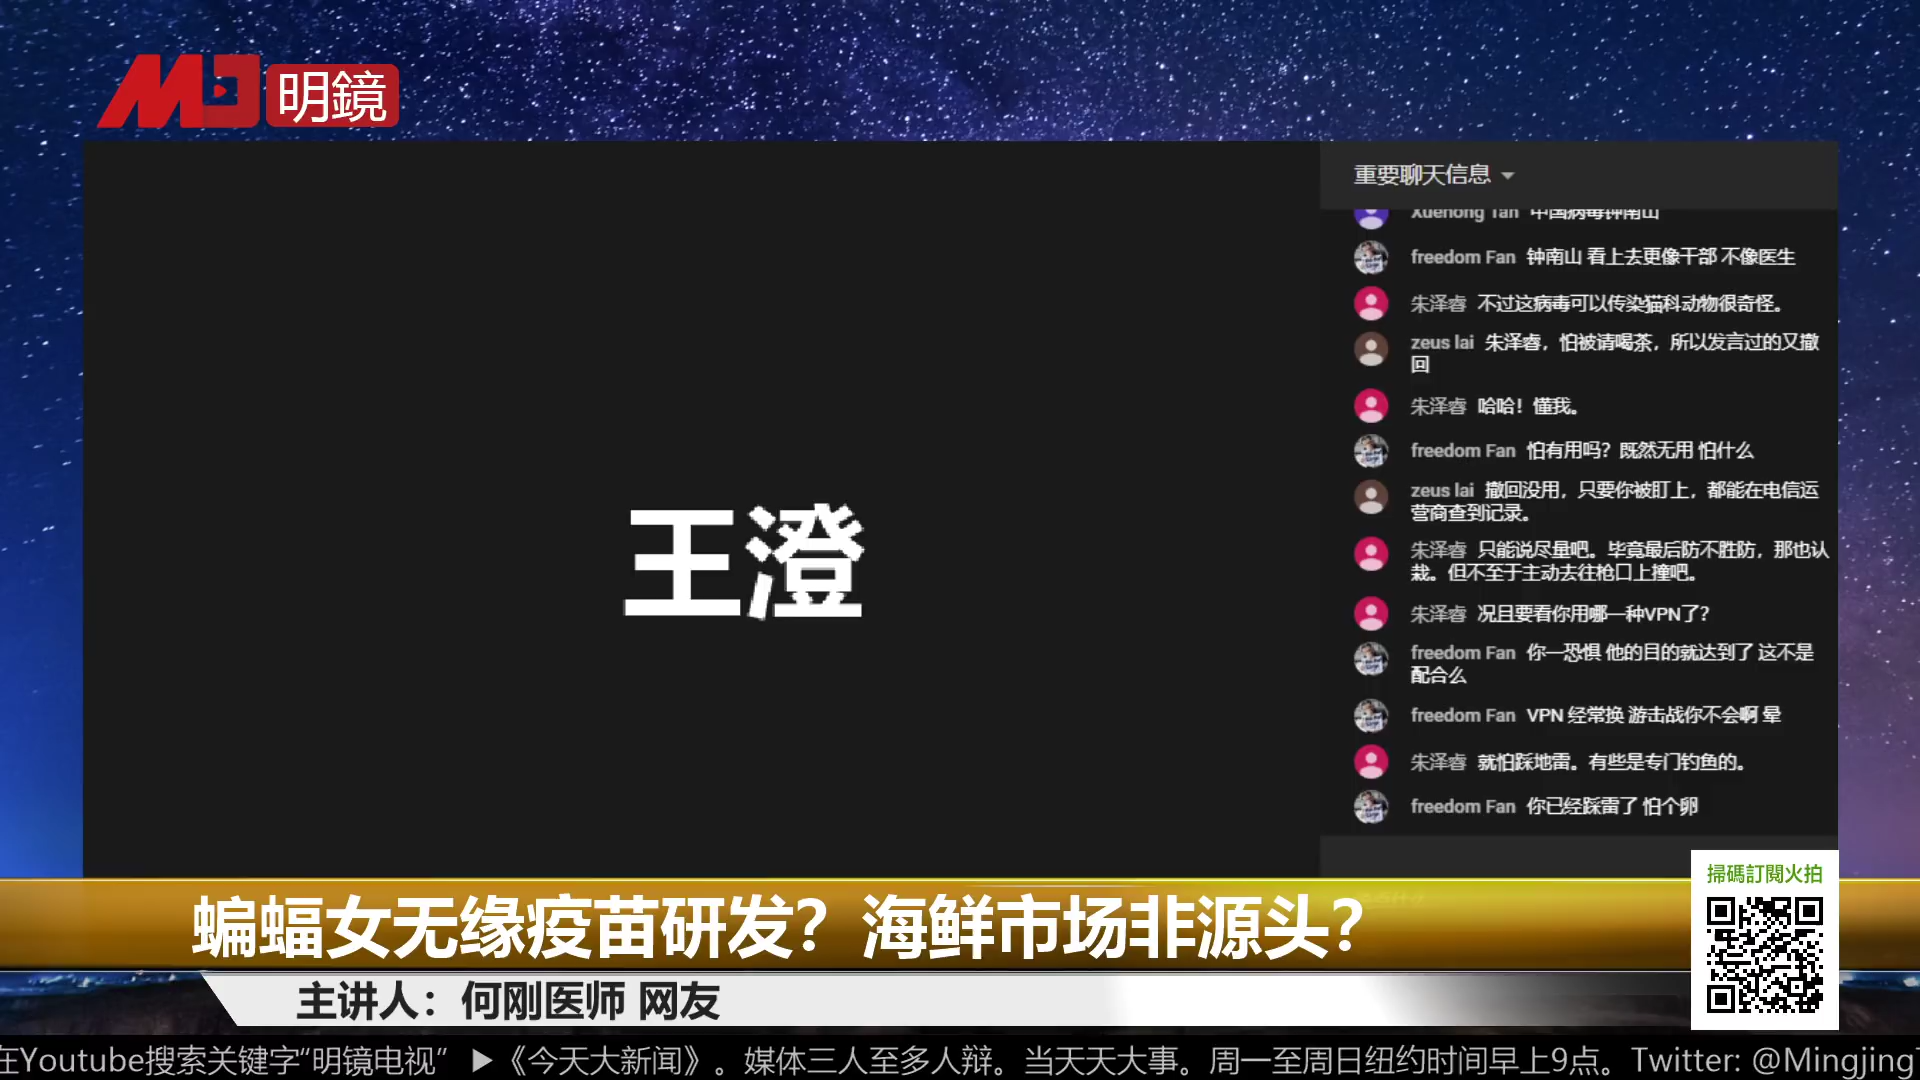 明鏡
重要聊天信息
Xuehong Tan 中国病毒钟南山
freedom Fan 钟南山 看上去更像干部 不像医生
朱泽睿 不过这病毒可以传染猫科动物很奇怪。
zeus lai 朱泽睿，怕被请喝茶，所以发言过的又撤
回
朱泽睿 哈哈！懂我。
freedom Fan 怕有用吗？既然无用 怕什么
zeus lai 撤回没用，只要你被盯上，都能在电信运
营商查到记录。
朱泽睿 只能说尽量吧。毕竟最后防不胜防，那也认
栽。但不至于主动去往枪口上撞吧。
朱泽睿 况且要看你用哪一种VPN了？
freedom Fan 你一恐惧 他的目的就达到了 这不是
配合么
freedom Fan VPN 经常换 游击战你不会啊 晕
朱泽睿 就怕踩地雷。有些是专门钓鱼的。
freedom Fan 你已经踩雷了 怕个卵
王澄
掃碼訂閱火拍
蝙蝠女无缘疫苗研发？海鲜市场非源头？
主讲人：何刚医师 网友
在Youtube搜索关键字“明镜电视” ▶《今天大新闻》。媒体三人至多人辩。当天天大事。周一至周日纽约时间早上9点。Twitter: @Mingjing